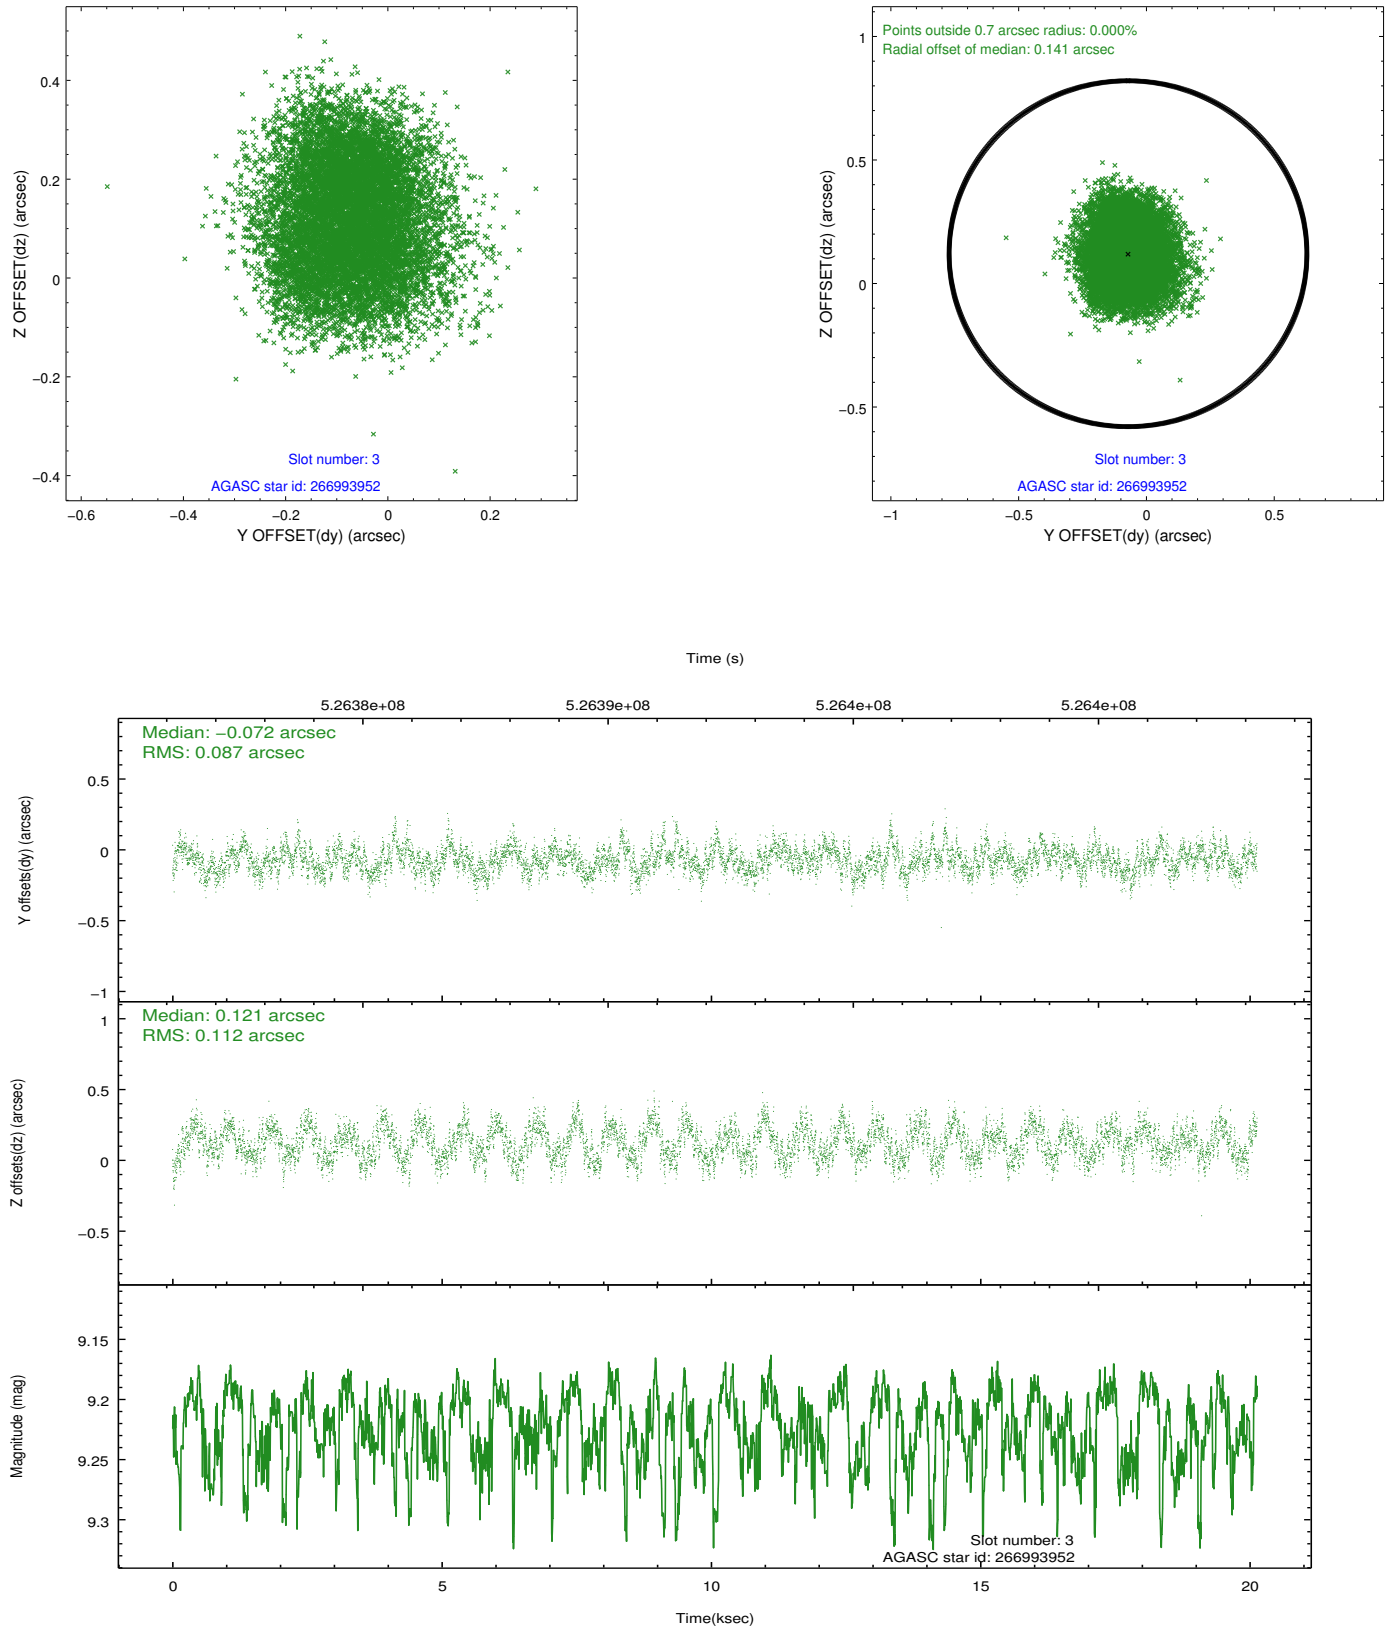 0.4
0.2
0
−0.2
−0.4
Z OFFSET(dz) (arcsec)
Slot number: 3
AGASC star id: 266993952
−0.6 −0.4 −0.2 0 0.2
Y OFFSET(dy) (arcsec)
Points outside 0.7 arcsec radius: 0.000%
Radial offset of median: 0.141 arcsec
1
0.5
0
−0.5
Z OFFSET(dz) (arcsec)
Slot number: 3
AGASC star id: 266993952
−1 −0.5 0 0.5
Y OFFSET(dy) (arcsec)
Time (s)
5.2638e+08 5.2639e+08 5.264e+08 5.264e+08
Median: −0.072 arcsec
RMS: 0.087 arcsec
0.5
0
−0.5
−1
Y offsets(dy) (arcsec)
Median: 0.121 arcsec
RMS: 0.112 arcsec
1
0.5
0
−0.5
Z offsets(dz) (arcsec)
9.15
9.2
9.25
9.3
Magnitude (mag)
Slot number: 3
AGASC star id: 266993952
0 5 10 15 20
Time(ksec)